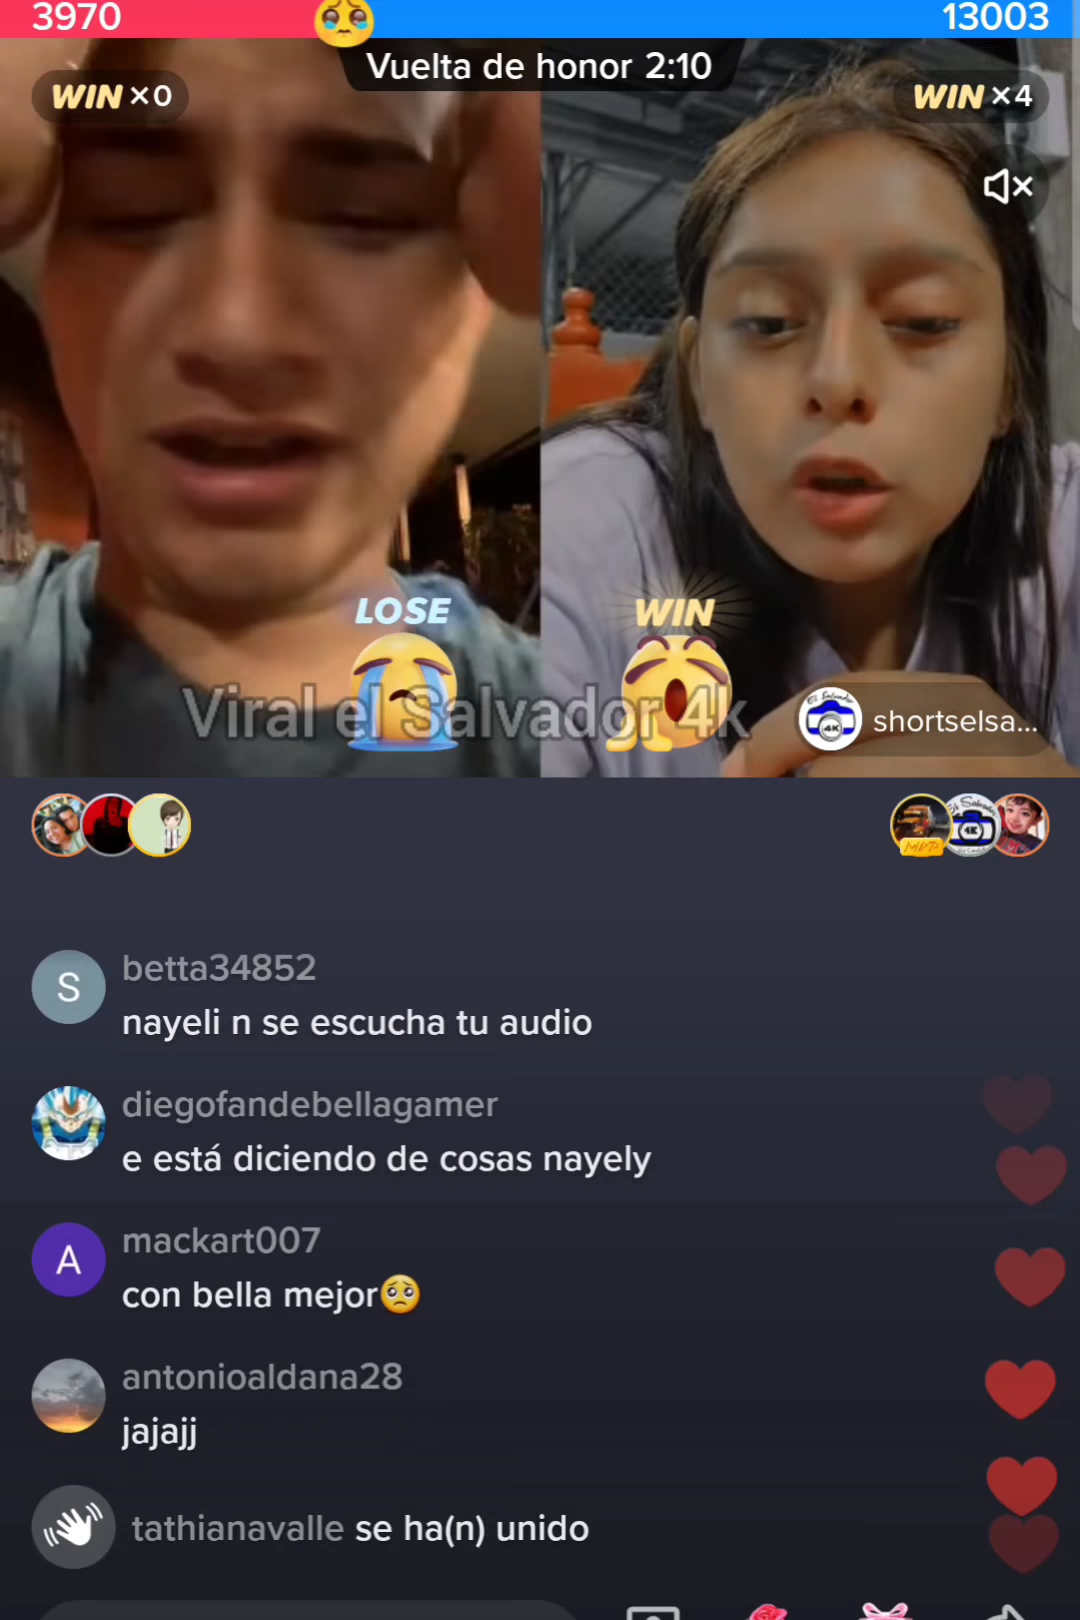 3970
13003
Vuelta de honor 2:10
WIN ×0
WIN ×4
LOSE
WIN
Viral el Salvador 4k
shortselsa...
S
betta34852
nayeli n se escucha tu audio
diegofandebellagamer
e está diciendo de cosas nayely
A
mackart007
con bella mejor🥺
antonioaldana28
jajajj
tathianavalle se ha(n) unido